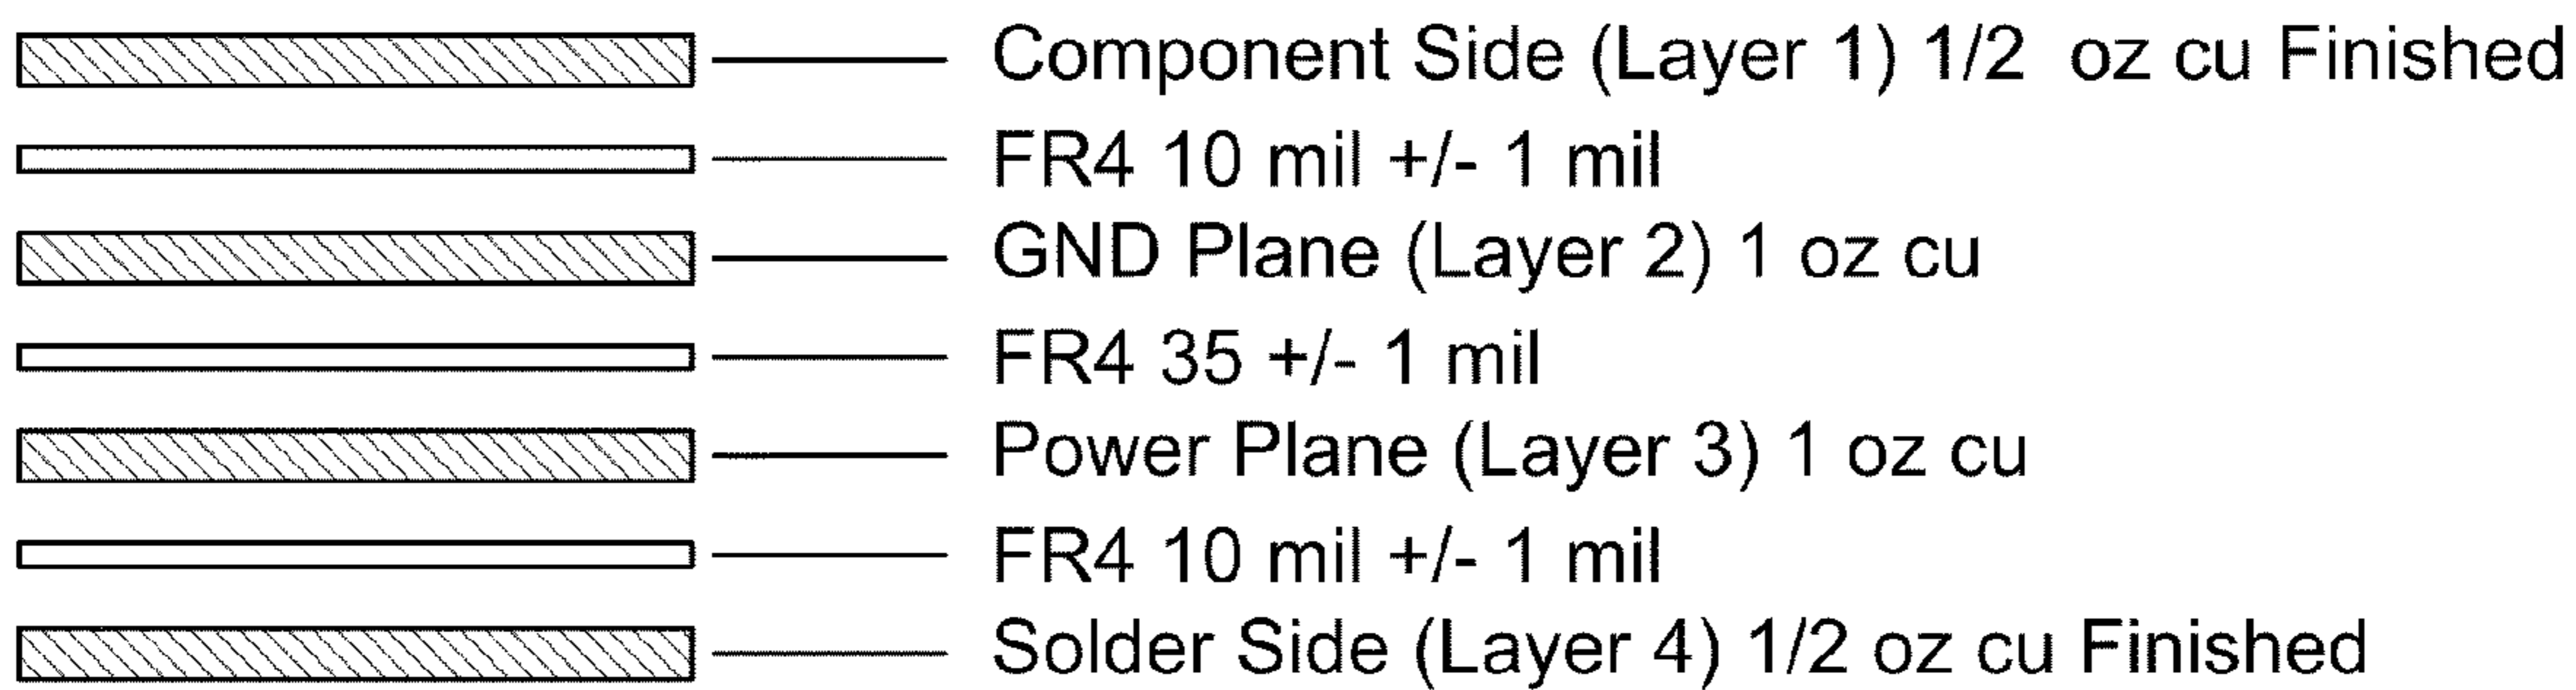 Component Side (Layer 1) 1/2 oz cu Finished
FR4 10 mil +/- 1 mil
GND Plane (Layer 2) 1 oz cu
FR4 35 +/- 1 mil
Power Plane (Layer 3) 1 oz cu
FR4 10 mil +/- 1 mil
Solder Side (Layer 4) 1/2 oz cu Finished